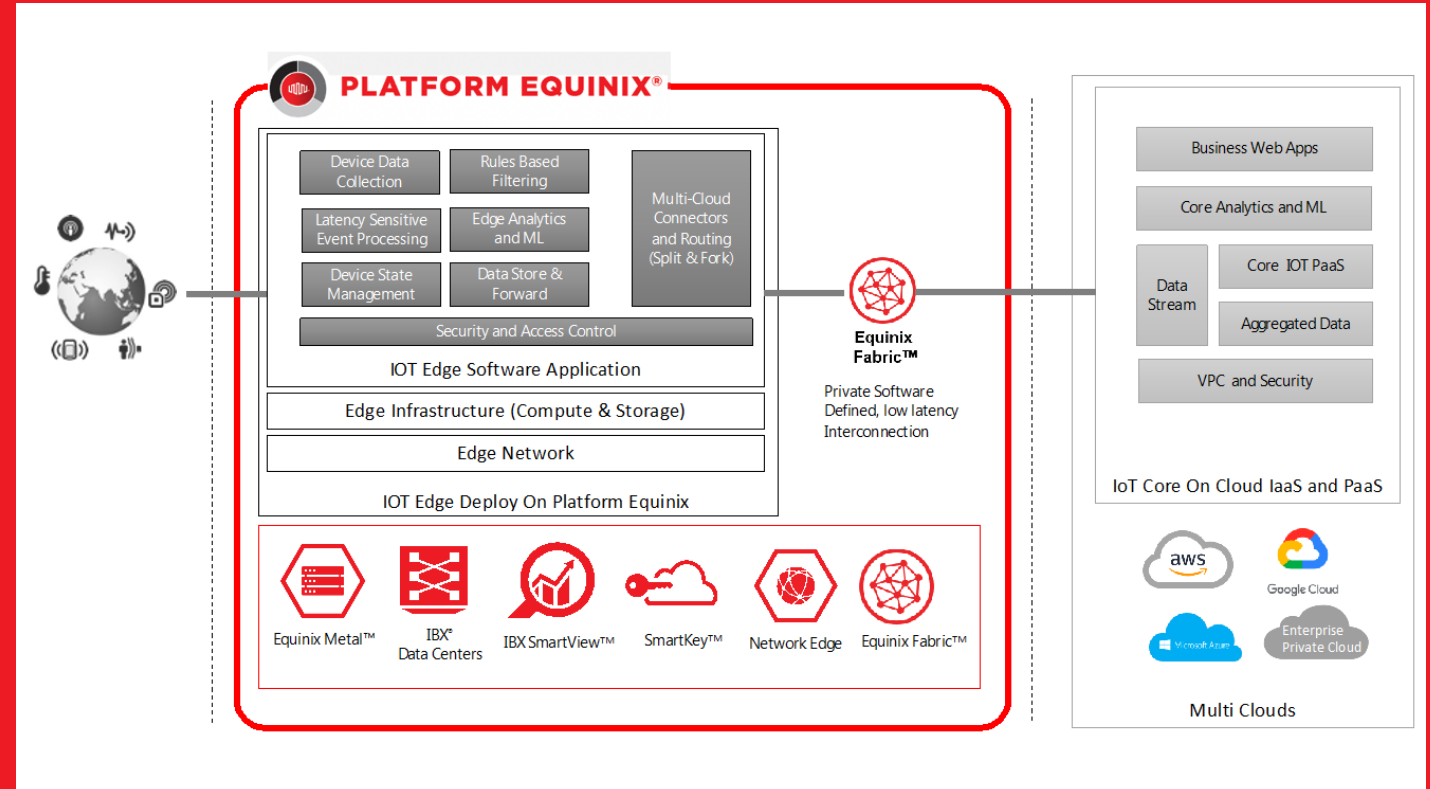 PLATFORM EQUINIX®
Device Data
Collection
Rules Based
Filtering
Latency Sensitive
Event Processing
Edge Analytics
and ML
Device State
Management
Data Store &
Forward
Multi-Cloud
Connectors
and Routing
(Split & Fork)
Security and Access Control
IOT Edge Software Application
Edge Infrastructure (Compute & Storage)
Edge Network
IOT Edge Deploy On Platform Equinix
Equinix
Fabric™
Private Software
Defined, low latency
Interconnection
Equinix Metal™
IBX®
Data Centers
IBX SmartView™
SmartKey™
Network Edge
Equinix Fabric™
Business Web Apps
Core Analytics and ML
Data
Stream
Core IOT PaaS
Aggregated Data
VPC and Security
IoT Core On Cloud IaaS and PaaS
aws
Google Cloud
Microsoft Azure
Enterprise
Private Cloud
Multi Clouds